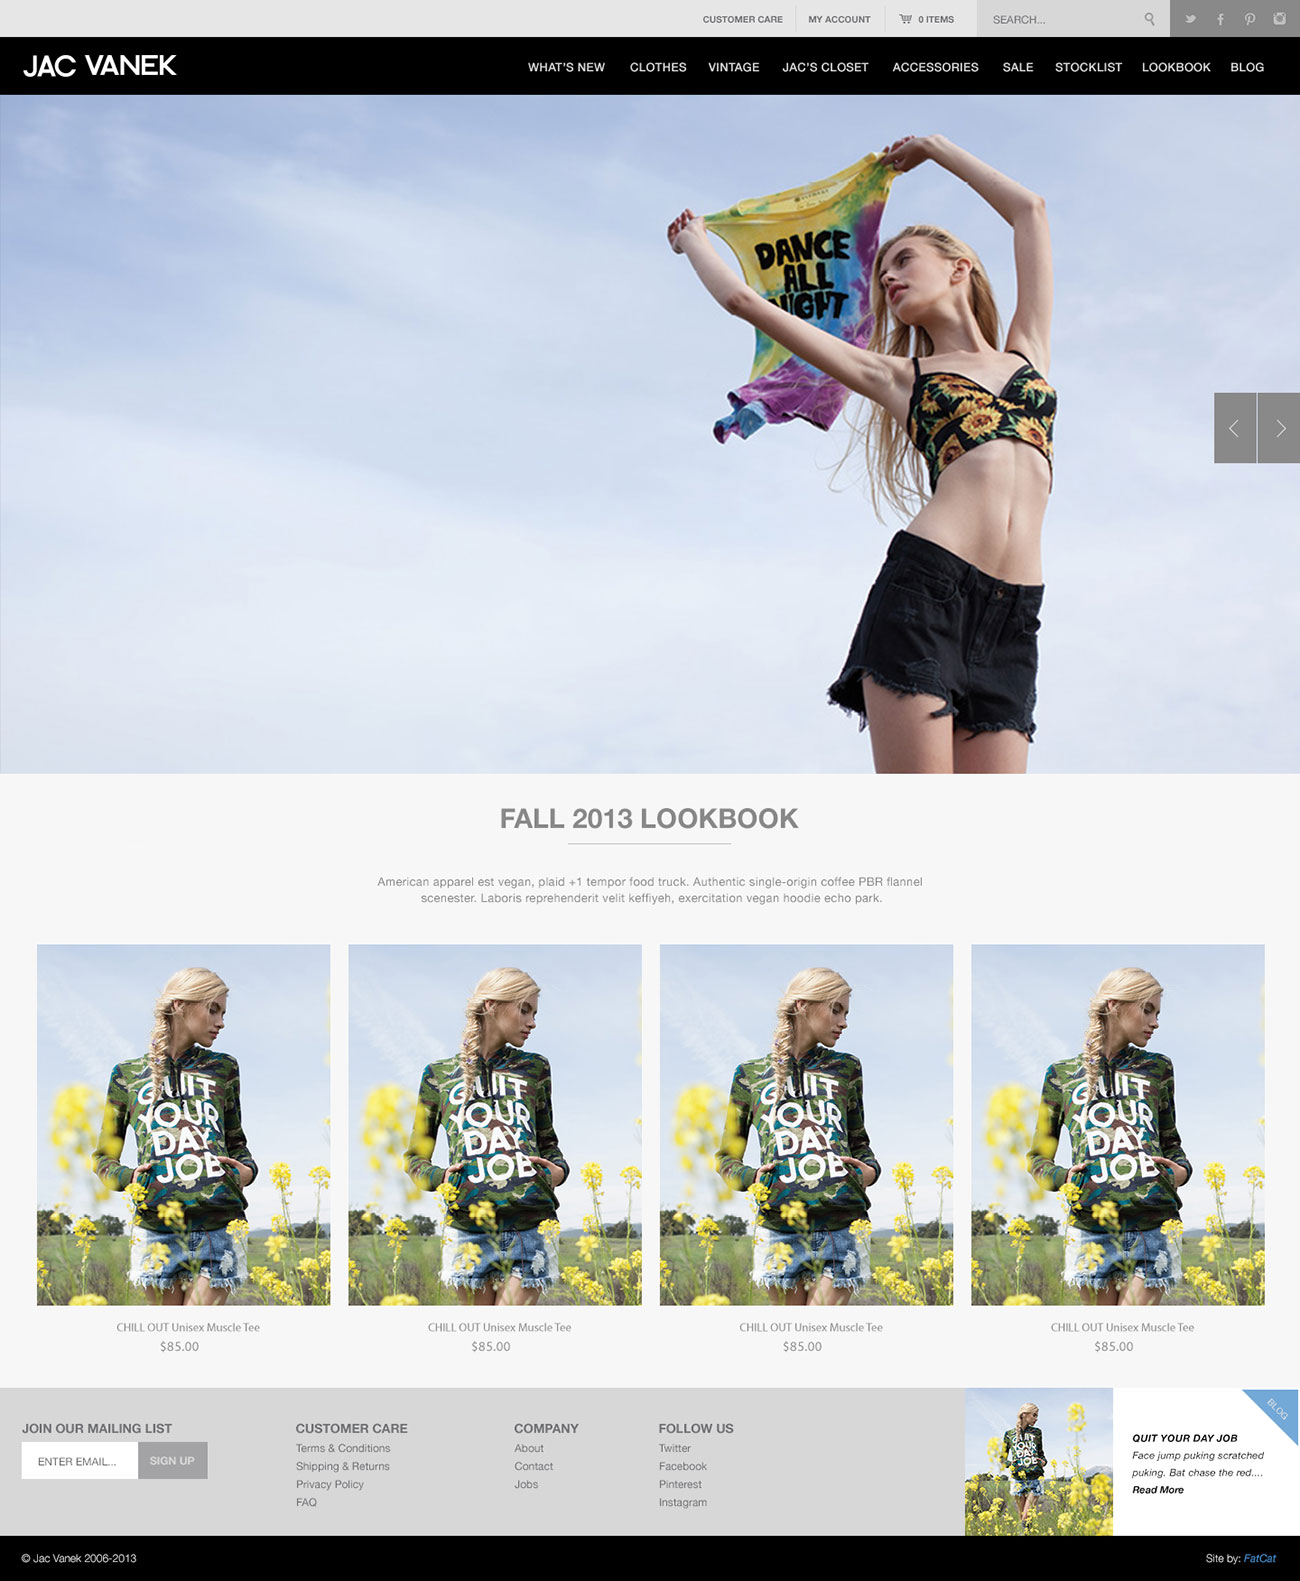 CUSTOMER CARE MY ACCOUNT 0 ITEMS SEARCH...
JAC VANEK
WHAT'S NEW CLOTHES VINTAGE JAC'S CLOSET ACCESSORIES SALE STOCKLIST LOOKBOOK BLOG
DANCE
ALL
NIGHT
FALL 2013 LOOKBOOK
American apparel est vegan, plaid +1 tempor food truck. Authentic single-origin coffee PBR flannel
scenester. Laboris reprehenderit velit keffiyeh, exercitation vegan hoodie echo park.
QUIT
YOUR
DAY
JOB
QUIT
YOUR
DAY
JOB
QUIT
YOUR
DAY
JOB
QUIT
YOUR
DAY
JOB
CHILL OUT Unisex Muscle Tee
$85.00
CHILL OUT Unisex Muscle Tee
$85.00
CHILL OUT Unisex Muscle Tee
$85.00
CHILL OUT Unisex Muscle Tee
$85.00
JOIN OUR MAILING LIST
ENTER EMAIL... SIGN UP
CUSTOMER CARE
Terms & Conditions
Shipping & Returns
Privacy Policy
FAQ
COMPANY
About
Contact
Jobs
FOLLOW US
Twitter
Facebook
Pinterest
Instagram
QUIT
YOUR
DAY
JOB
BLOG
QUIT YOUR DAY JOB
Face jump puking scratched
puking. Bat chase the red....
Read More
© Jac Vanek 2006-2013
Site by: FatCat